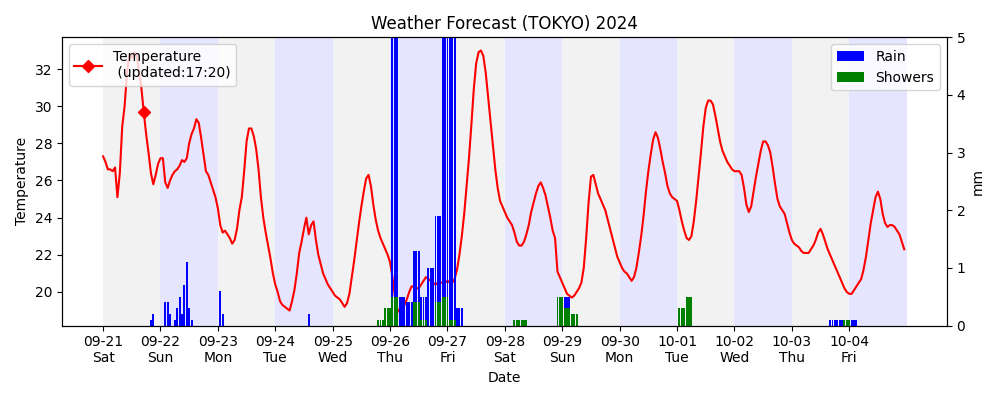 Weather Forecast (TOKYO) 2024
Temperature
(updated:17:20)
Rain
Showers
Temperature
32
30
28
26
24
22
20
5
4
3
2
1
0
mm
09-21 09-22 09-23 09-24 09-25 09-26 09-27 09-28 09-29 09-30 10-01 10-02 10-03 10-04
Sat Sun Mon Tue Wed Thu Fri Sat Sun Mon Tue Wed Thu Fri
Date